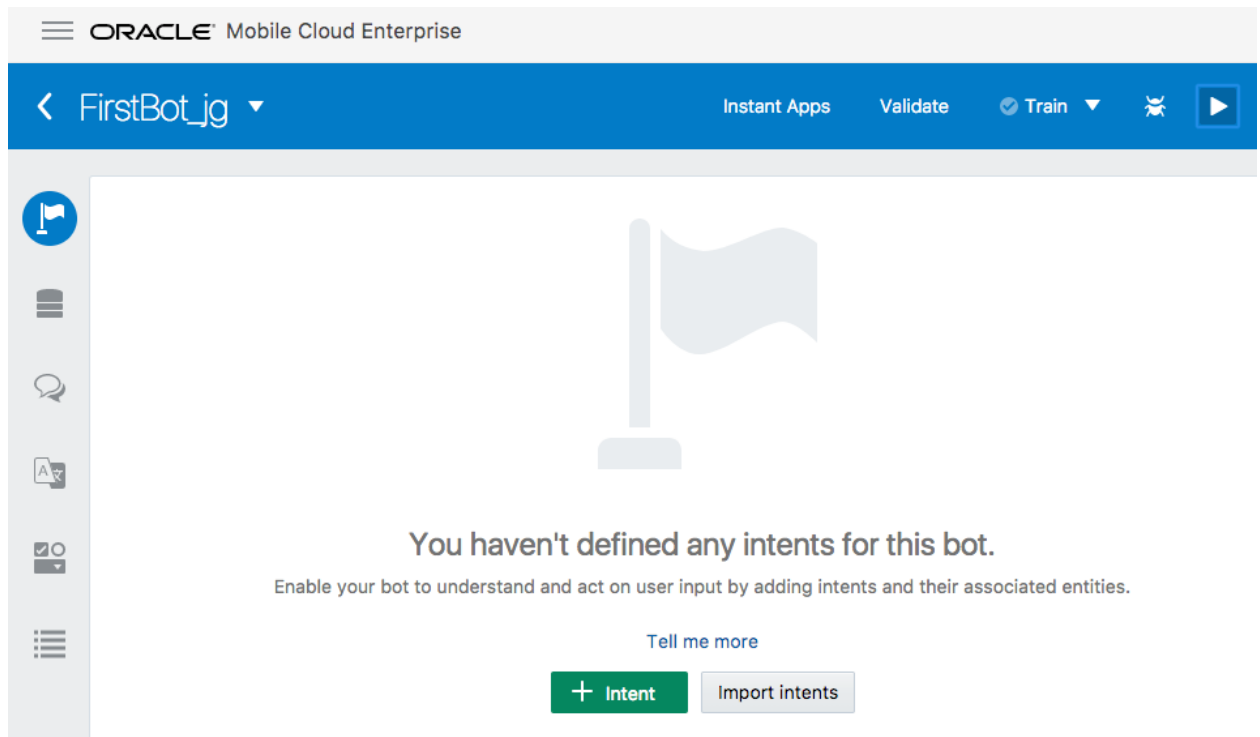 ORACLE® Mobile Cloud Enterprise
FirstBot_jg Instant Apps Validate Train
A 文
You haven't defined any intents for this bot.
Enable your bot to understand and act on user input by adding intents and their associated entities.
Tell me more
+ Intent Import intents